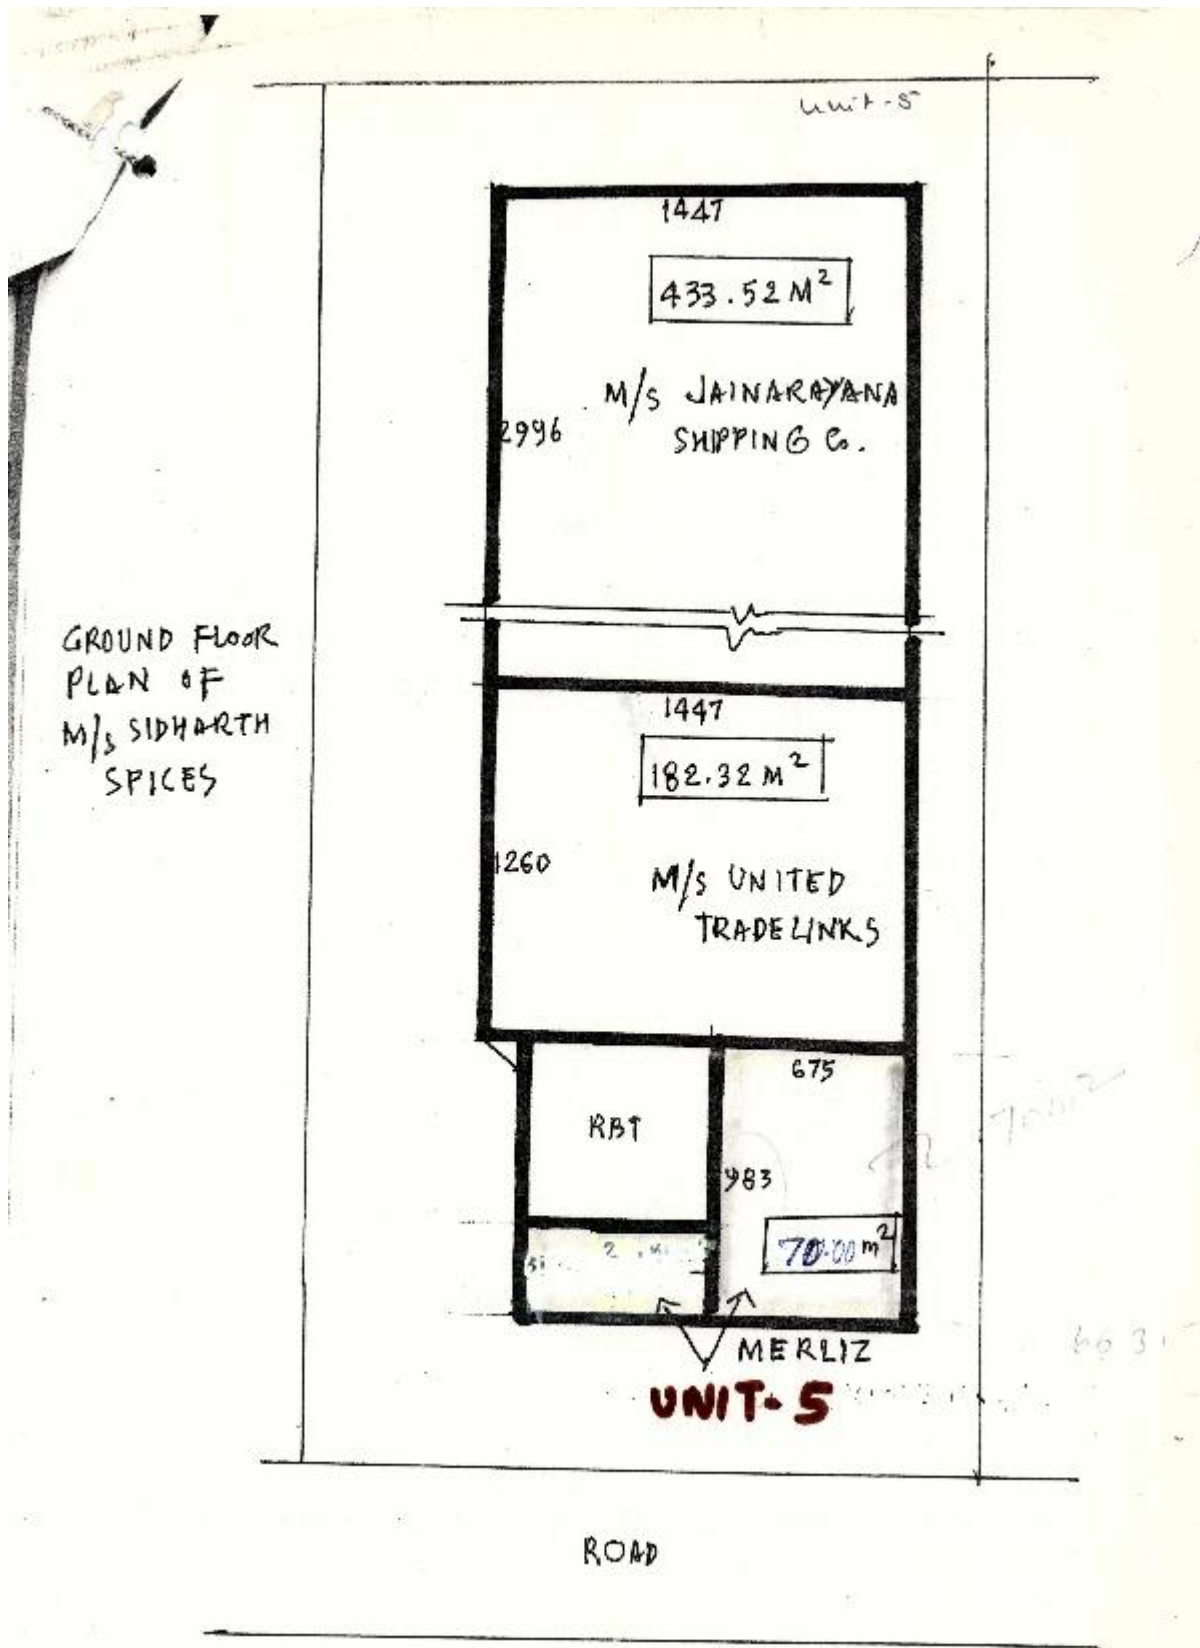 unit-5
1447
433.52 M²
M/S JAINARAYANA
SHIPPING Co.
2996
GROUND FLOOR
PLAN OF
M/S SIDHARTH
SPICES
1447
182.32 M²
1260
M/S UNITED
TRADELINKS
675
RBT
983
70.00 m²
MERLIZ
UNIT-5
ROAD